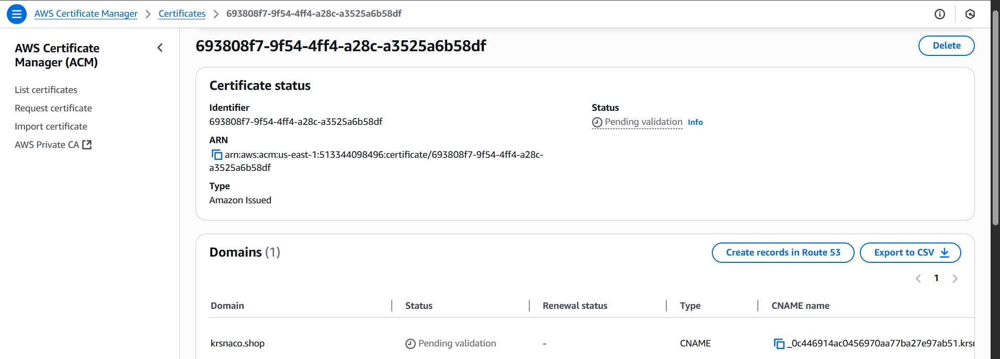 AWS Certificate Manager > Certificates > 693808f7-9f54-4ff4-a28c-a3525a6b58df
AWS Certificate
Manager (ACM)
List certificates
Request certificate
Import certificate
AWS Private CA
693808f7-9f54-4ff4-a28c-a3525a6b58df
Delete
Certificate status
Identifier
693808f7-9f54-4ff4-a28c-a3525a6b58df
Status
Pending validation Info
ARN
arn:aws:acm:us-east-1:513344098496:certificate/693808f7-9f54-4ff4-a28c-
a3525a6b58df
Type
Amazon Issued
Domains (1)
Create records in Route 53
Export to CSV
1
Domain Status Renewal status Type CNAME name
krsnaco.shop Pending validation - CNAME _0c446914ac0456970aa77ba27e97ab51.krsn